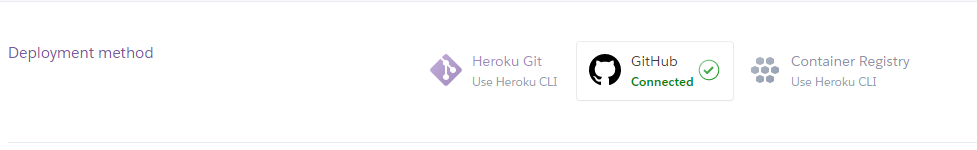 Deployment method
Heroku Git
Use Heroku CLI
GitHub
Connected
Container Registry
Use Heroku CLI